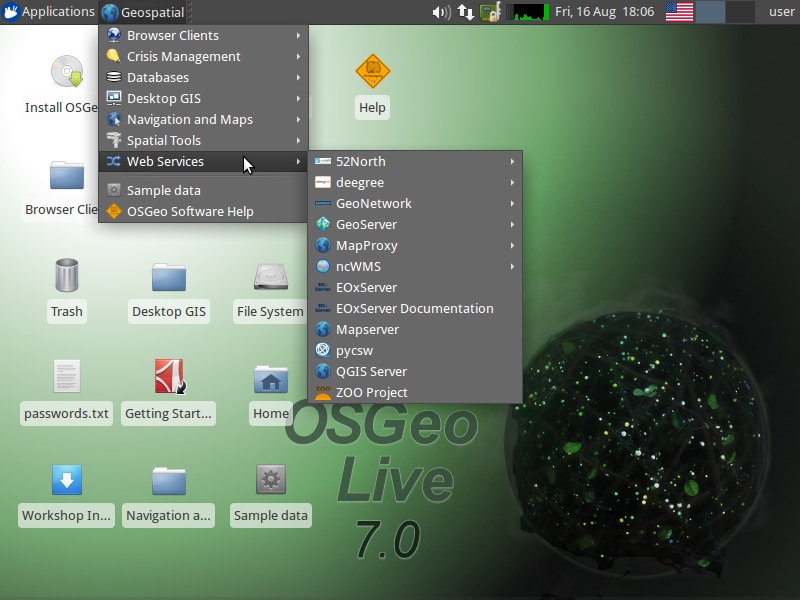 Applications
Geospatial
Fri, 16 Aug 18:06
user
Browser Clients
Crisis Management
Databases
Desktop GIS
Navigation and Maps
Spatial Tools
Web Services
Sample data
OSGeo Software Help
52North
deegree
GeoNetwork
GeoServer
MapProxy
ncWMS
EOxServer
EOxServer Documentation
Mapserver
pycsw
QGIS Server
ZOO Project
Install OSGe
Help
Browser Clie
Trash
Desktop GIS
File System
passwords.txt
Getting Start...
Home
Workshop In...
Navigation a...
Sample data
OSGeo
Live
7.0